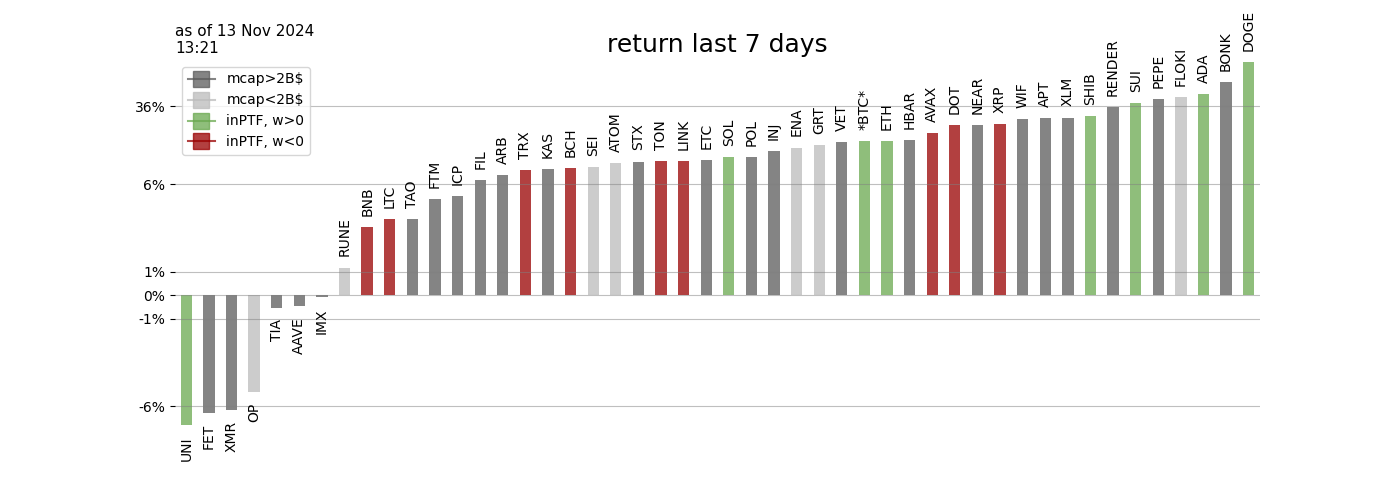 as of 13 Nov 2024
13:21
return last 7 days
mcap>2B$
mcap<2B$
inPTF, w>0
inPTF, w<0
36%
6%
1%
0%
-1%
-6%
UNI
FET
XMR
OP
TIA
AAVE
IMX
RUNE
BNB
LTC
TAO
FTM
ICP
FIL
ARB
TRX
KAS
BCH
SEI
ATOM
STX
TON
LINK
ETC
SOL
POL
INJ
ENA
GRT
VET
*BTC*
ETH
HBAR
AVAX
DOT
NEAR
XRP
WIF
APT
XLM
SHIB
RENDER
SUI
PEPE
FLOKI
ADA
BONK
DOGE